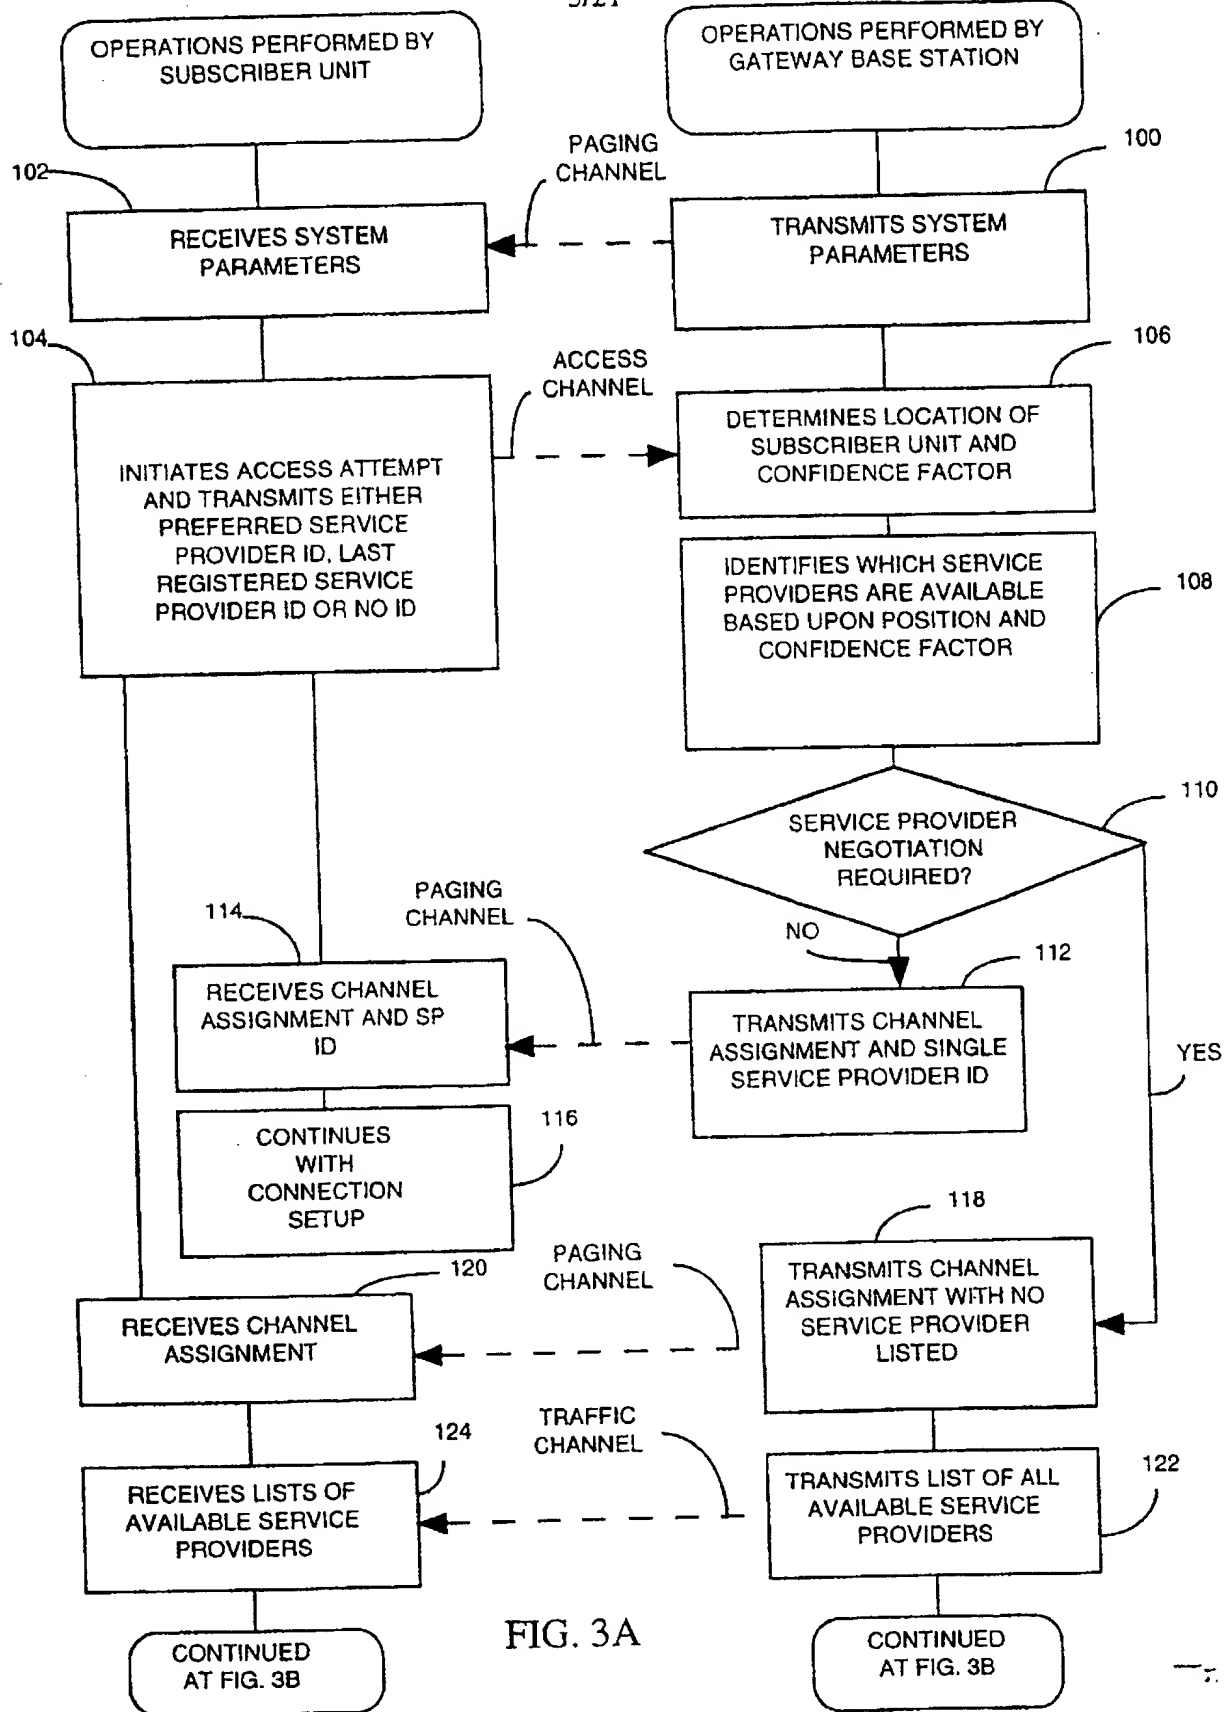 OPERATIONS PERFORMED BY
SUBSCRIBER UNIT
OPERATIONS PERFORMED BY
GATEWAY BASE STATION
PAGING
CHANNEL
100
102
RECEIVES SYSTEM
PARAMETERS
TRANSMITS SYSTEM
PARAMETERS
104
ACCESS
CHANNEL
106
INITIATES ACCESS ATTEMPT
AND TRANSMITS EITHER
PREFERRED SERVICE
PROVIDER ID, LAST
REGISTERED SERVICE
PROVIDER ID OR NO ID
DETERMINES LOCATION OF
SUBSCRIBER UNIT AND
CONFIDENCE FACTOR
IDENTIFIES WHICH SERVICE
PROVIDERS ARE AVAILABLE
BASED UPON POSITION AND
CONFIDENCE FACTOR
108
110
SERVICE PROVIDER
NEGOTIATION
REQUIRED?
PAGING
CHANNEL
114
NO
112
RECEIVES CHANNEL
ASSIGNMENT AND SP
ID
TRANSMITS CHANNEL
ASSIGNMENT AND SINGLE
SERVICE PROVIDER ID
YES
116
CONTINUES
WITH
CONNECTION
SETUP
118
PAGING
CHANNEL
120
RECEIVES CHANNEL
ASSIGNMENT
TRANSMITS CHANNEL
ASSIGNMENT WITH NO
SERVICE PROVIDER
LISTED
TRAFFIC
CHANNEL
124
122
RECEIVES LISTS OF
AVAILABLE SERVICE
PROVIDERS
TRANSMITS LIST OF ALL
AVAILABLE SERVICE
PROVIDERS
FIG. 3A
CONTINUED
AT FIG. 3B
CONTINUED
AT FIG. 3B